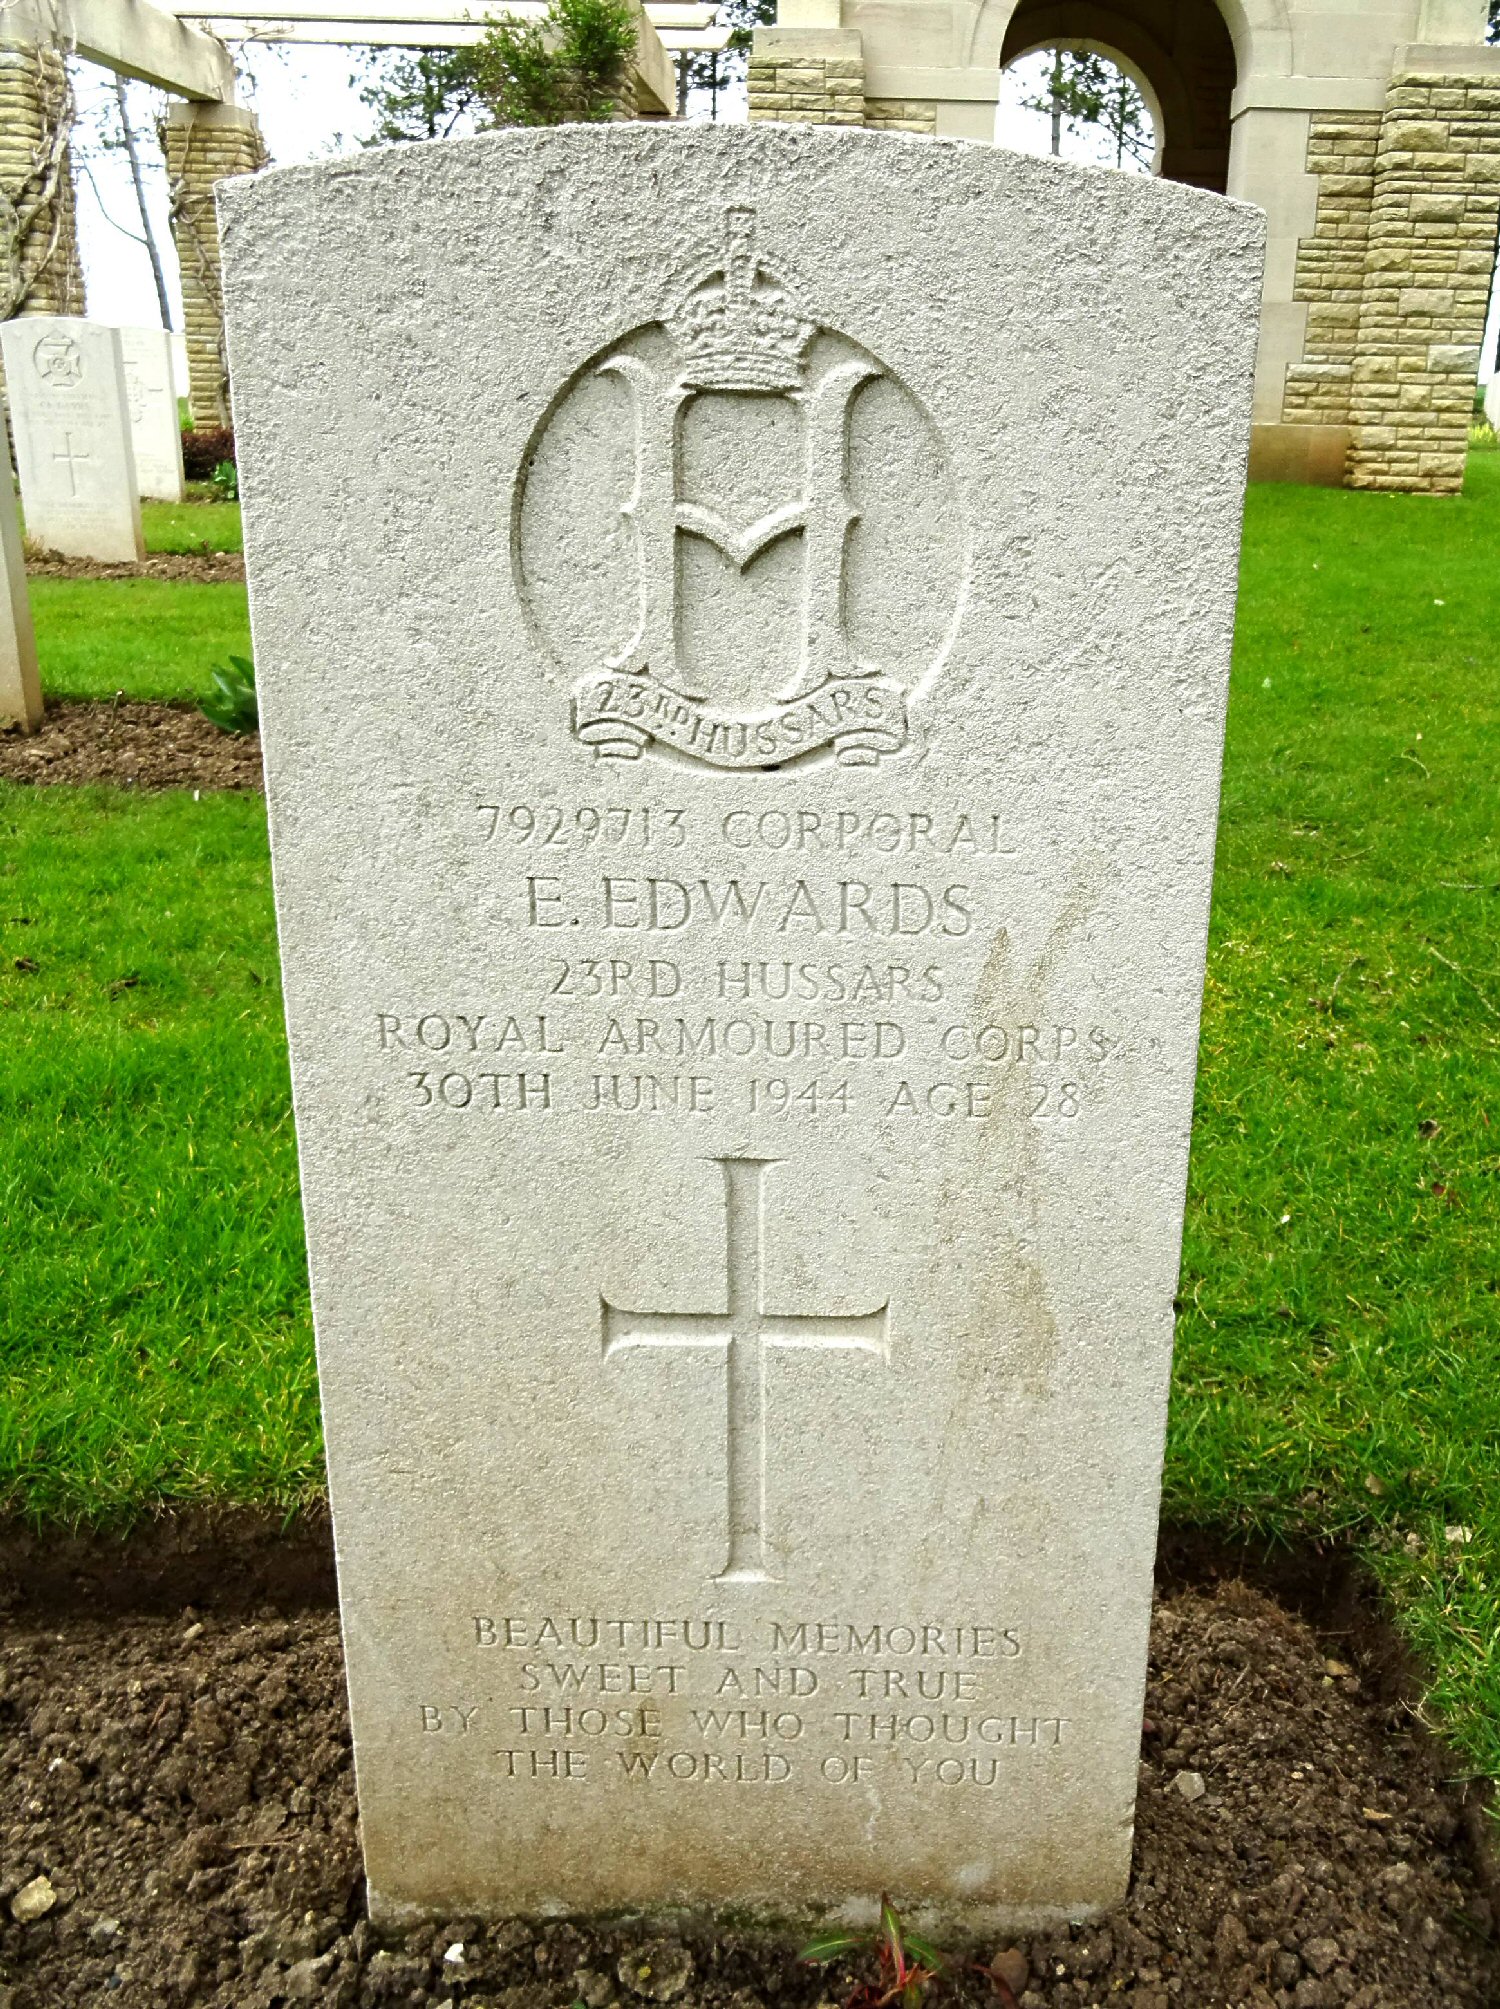 23RD HUSSARS
7929713 CORPORAL
E. EDWARDS
23RD HUSSARS
ROYAL ARMOURED CORPS
30TH JUNE 1944 AGE 28
BEAUTIFUL MEMORIES
SWEET AND TRUE
BY THOSE WHO THOUGHT
THE WORLD OF YOU